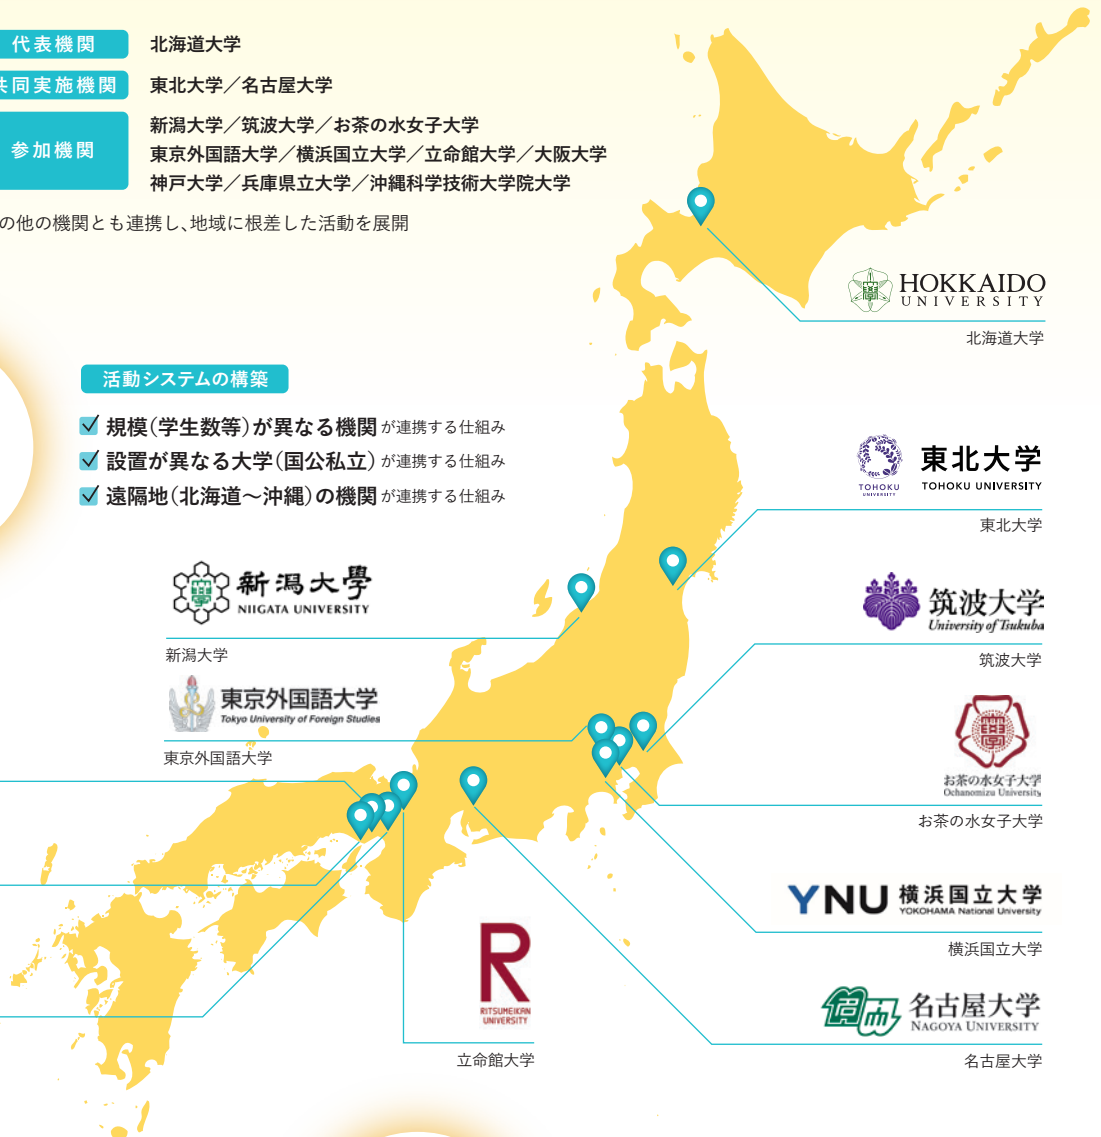 代表機関
北海道大学
共同実施機関
東北大学／名古屋大学
参加機関
新潟大学／筑波大学／お茶の水女子大学
東京外国語大学／横浜国立大学／立命館大学／大阪大学
神戸大学／兵庫県立大学／沖縄科学技術大学院大学
の他の機関とも連携し、地域に根差した活動を展開
HOKKAIDO
UNIVERSITY
北海道大学
活動システムの構築
規模（学生数等）が異なる機関が連携する仕組み
設置が異なる大学（国公私立）が連携する仕組み
遠隔地（北海道～沖縄）の機関が連携する仕組み
TOHOKU
UNIVERSITY
東北大学
TOHOKU UNIVERSITY
東北大学
新潟大學
NIIGATA UNIVERSITY
新潟大学
筑波大学
University of Tsukuba
筑波大学
東京外国語大学
Tokyo University of Foreign Studies
東京外国語大学
お茶の水女子大学
Ochanomizu University
お茶の水女子大学
YNU 横浜国立大学
YOKOHAMA National University
横浜国立大学
R
RITSUMEIKAN
UNIVERSITY
立命館大学
名古屋大学
NAGOYA UNIVERSITY
名古屋大学